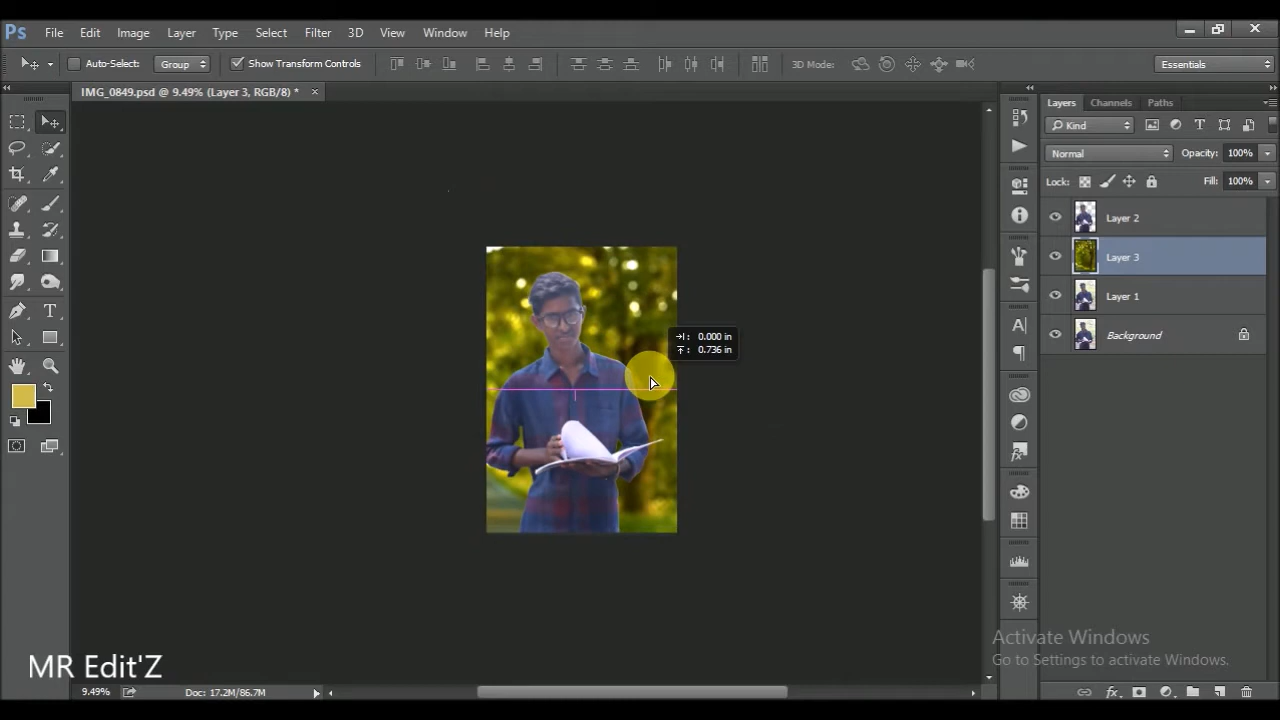 Ps File Edit Image Layer Type Select Filter 3D View Window Help
Auto-Select: Group Show Transform Controls 3D Mode: Essentials
IMG_0849.psd @ 9.49% (Layer 3, RGB/8) * ×
Layers Channels Paths
Kind
Normal Opacity: 100%
Lock: Fill: 100%
Layer 2
Layer 3
Layer 1
Background
0.000 in
0.736 in
Activate Windows
Go to Settings to activate Windows.
MR Edit'Z
9.49% Doc: 17.2M/86.7M